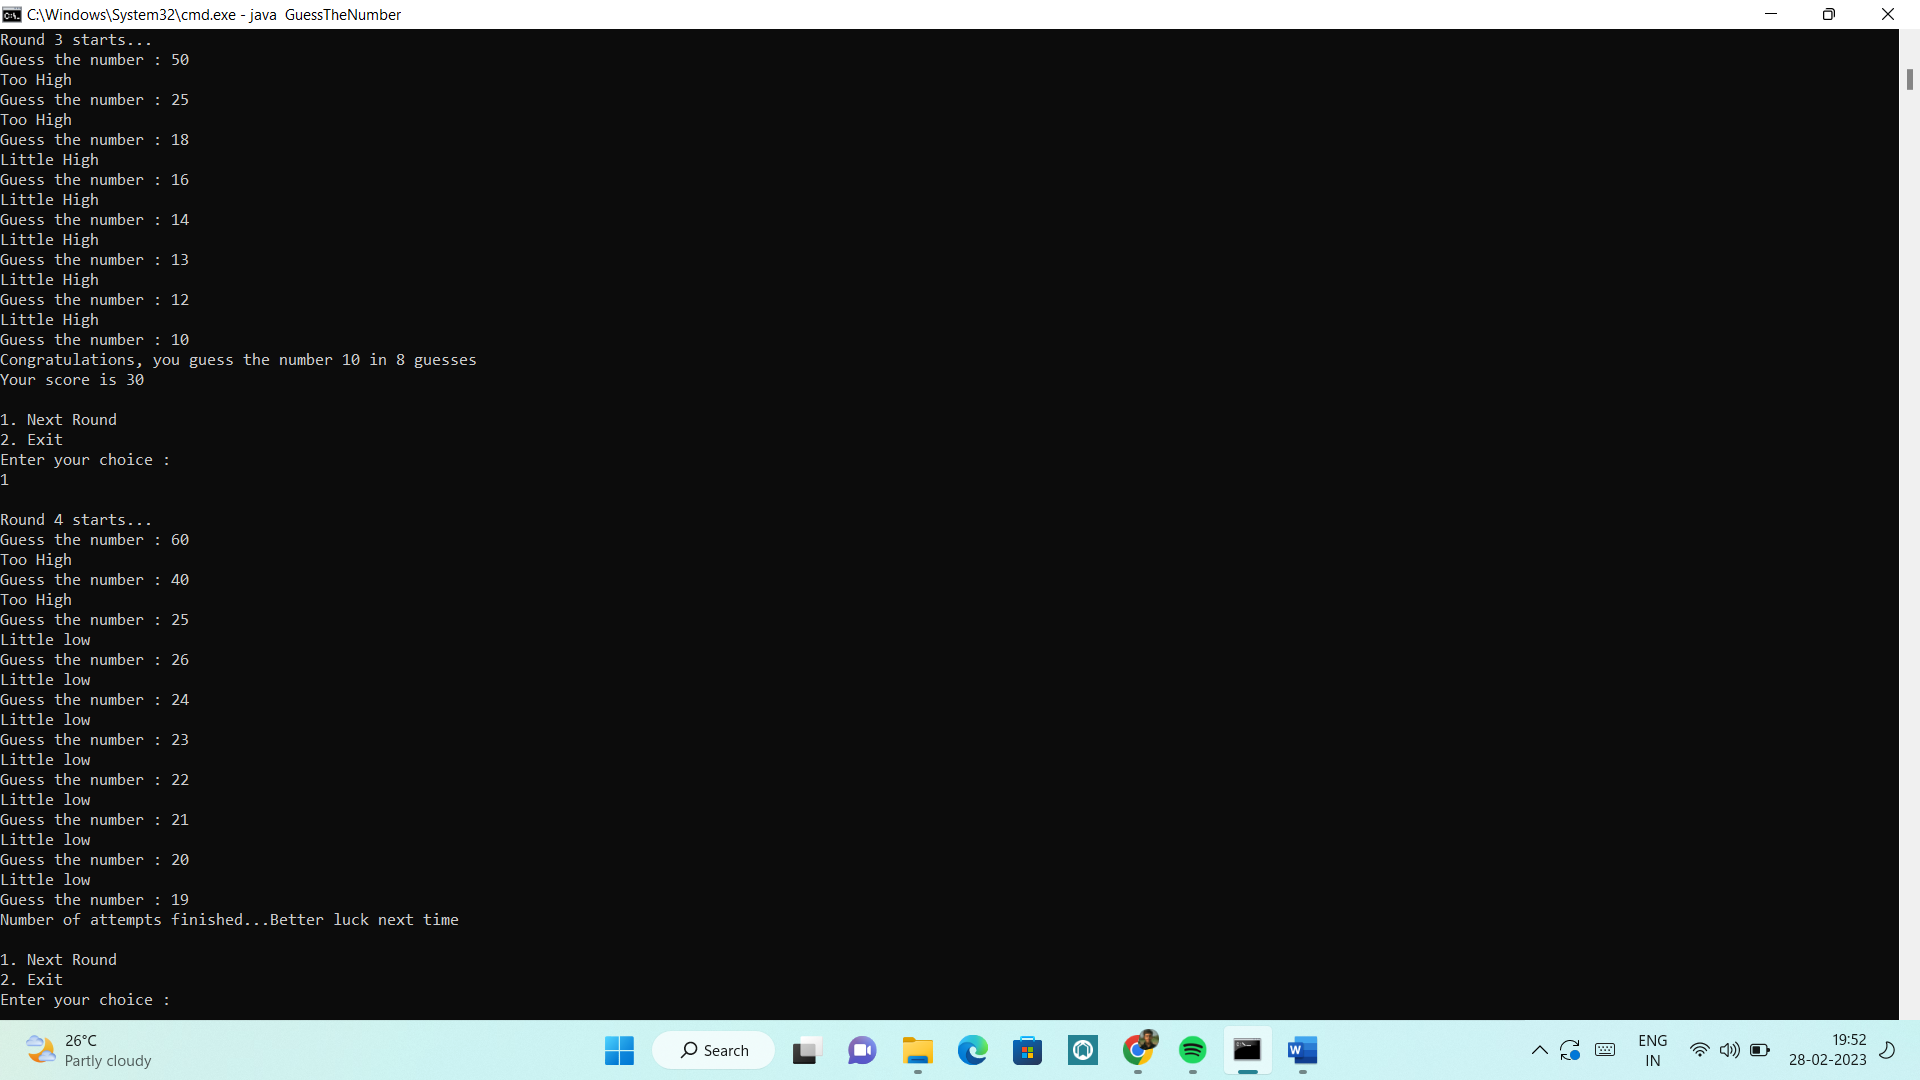 C:\Windows\System32\cmd.exe - java  GuessTheNumber
Round 3 starts...
Guess the number : 50
Too High
Guess the number : 25
Too High
Guess the number : 18
Little High
Guess the number : 16
Little High
Guess the number : 14
Little High
Guess the number : 13
Little High
Guess the number : 12
Little High
Guess the number : 10
Congratulations, you guess the number 10 in 8 guesses
Your score is 30
1. Next Round
2. Exit
Enter your choice :
1
Round 4 starts...
Guess the number : 60
Too High
Guess the number : 40
Too High
Guess the number : 25
Little low
Guess the number : 26
Little low
Guess the number : 24
Little low
Guess the number : 23
Little low
Guess the number : 22
Little low
Guess the number : 21
Little low
Guess the number : 20
Little low
Guess the number : 19
Number of attempts finished...Better luck next time
1. Next Round
2. Exit
Enter your choice :
26°C
Partly cloudy
Search
ENG
IN
19:52
28-02-2023